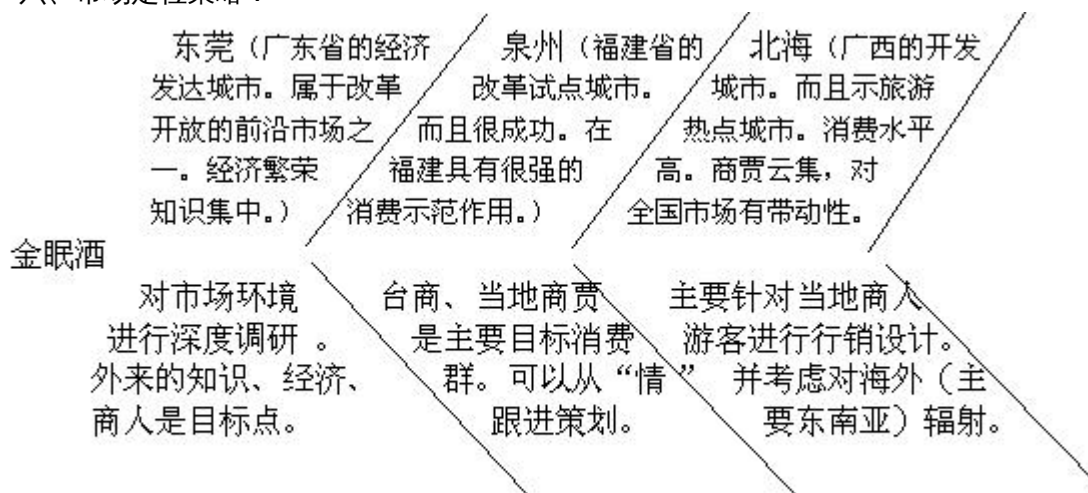 东莞（广东省的经济
发达城市。属于改革
开放的前沿市场之
一。经济繁荣
知识集中。）
泉州（福建省的
改革试点城市。
而且很成功。在
福建具有很强的
消费示范作用。）
北海（广西的开发
城市。而且示旅游
热点城市。消费水平
高。商贾云集，对
全国市场有带动性。
金眠酒
对市场环境
进行深度调研 。
外来的知识、经济、
商人是目标点。
台商、当地商贾
是主要目标消费
群。可以从“情”
跟进策划。
主要针对当地商人
游客进行行销设计。
并考虑对海外（主
要东南亚）辐射。